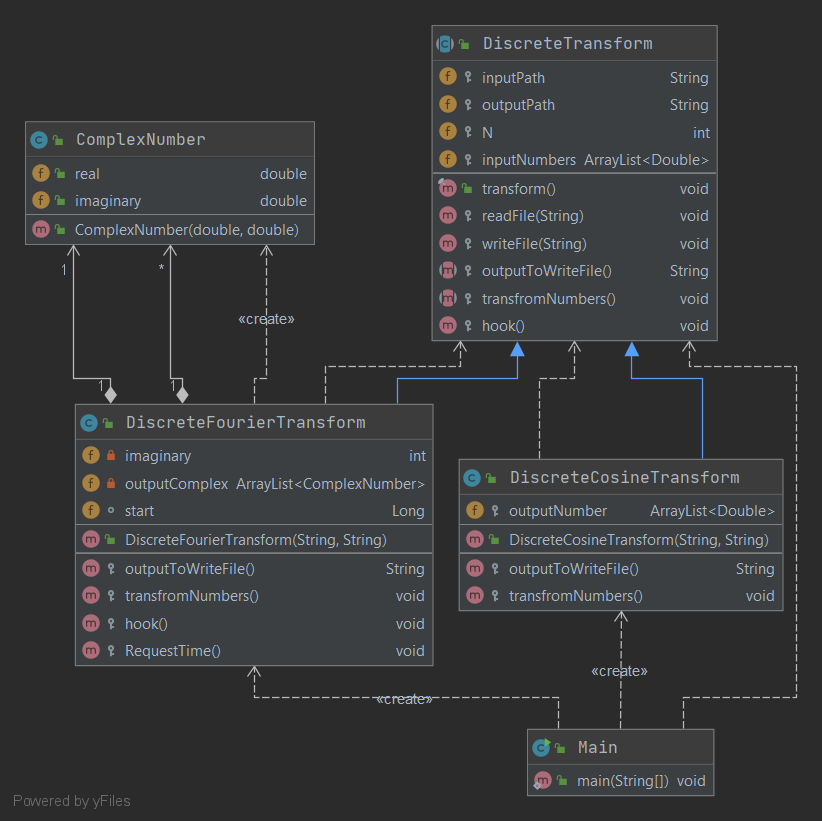 DiscreteTransform
inputPath String
outputPath String
N int
inputNumbers ArrayList<Double>
transform() void
readFile(String) void
writeFile(String) void
outputToWriteFile() String
transfromNumbers() void
hook() void
ComplexNumber
real double
imaginary double
ComplexNumber(double, double)
1
*
«create»
1
1
DiscreteFourierTransform
imaginary int
outputComplex ArrayList<ComplexNumber>
start Long
DiscreteFourierTransform(String, String)
outputToWriteFile() String
transfromNumbers() void
hook() void
RequestTime() void
DiscreteCosineTransform
outputNumber ArrayList<Double>
DiscreteCosineTransform(String, String)
outputToWriteFile() String
transfromNumbers() void
«create»
«create»
Main
main(String[]) void
Powered by yFiles